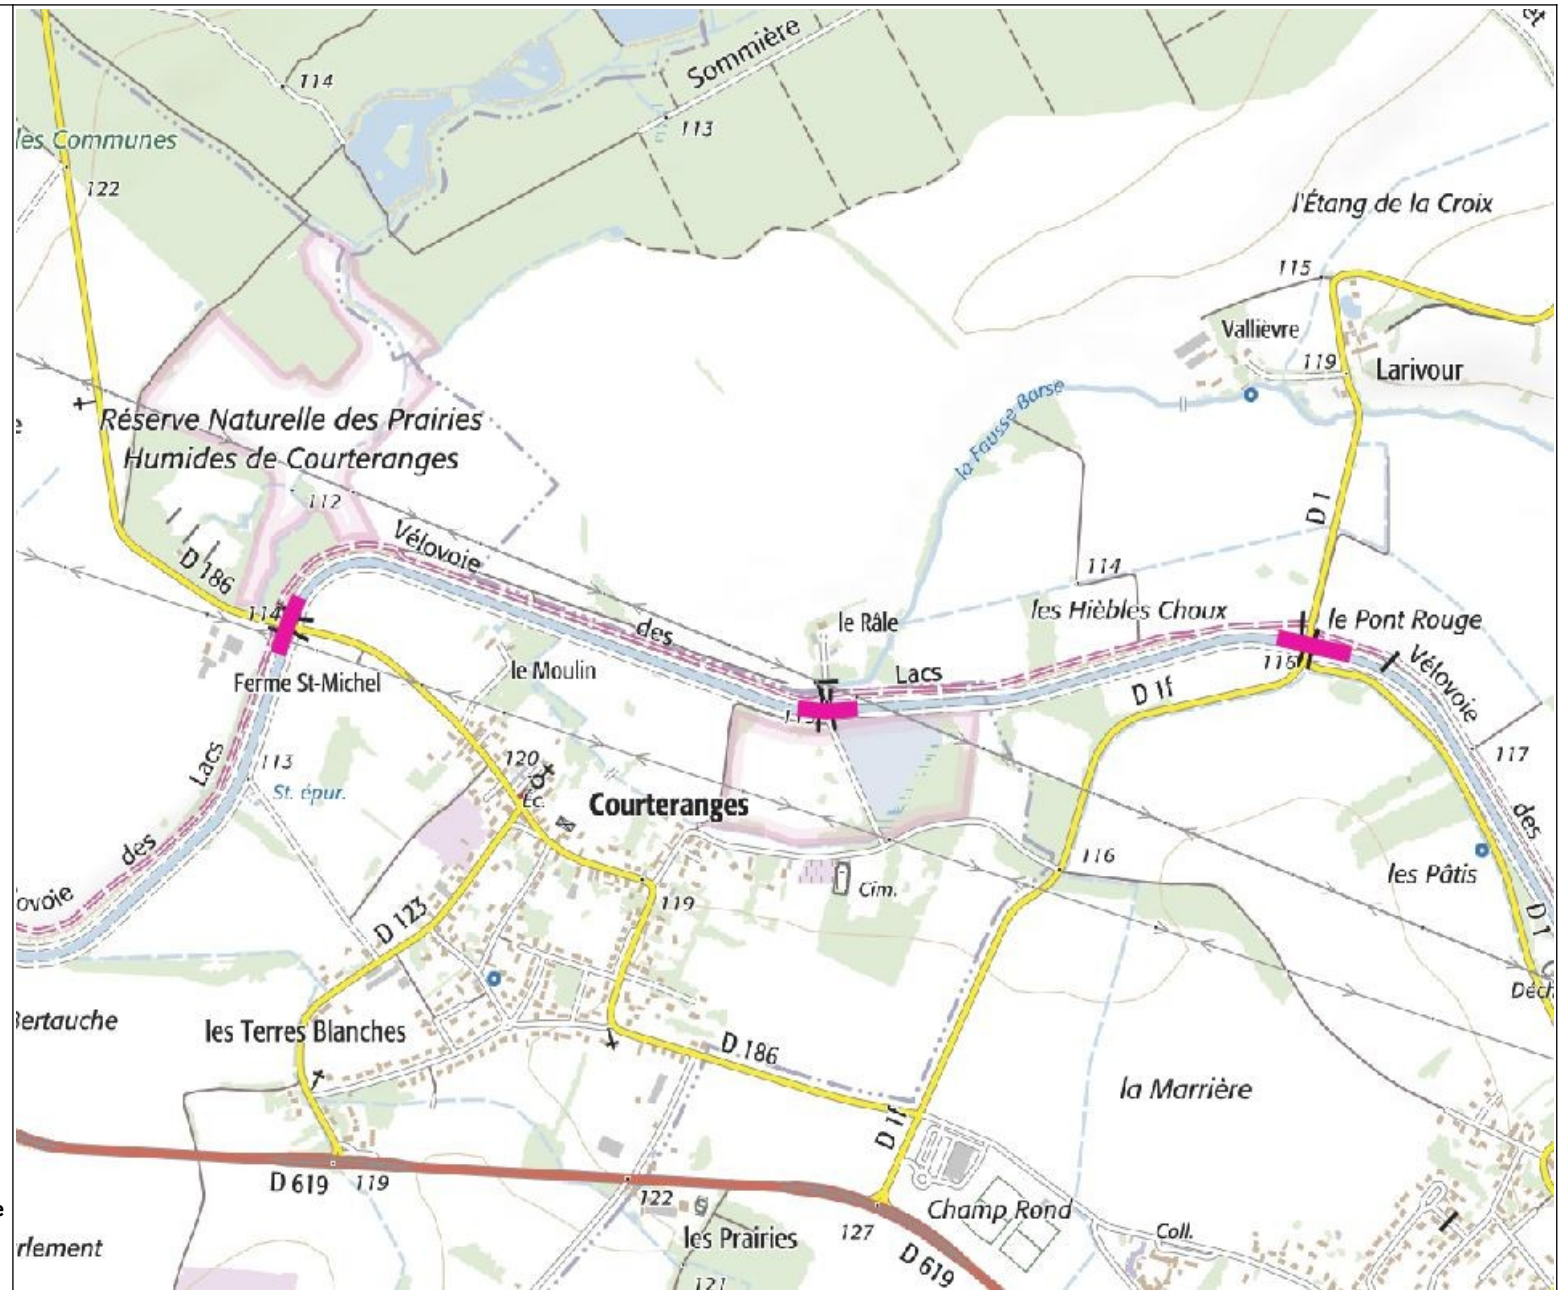 et
114
Sommière
113
les Communes
122
l'Étang de la Croix
115
Vallièvre
119
Larivour
la Fausse Barse
Réserve Naturelle des Prairies
Humides de Courteranges
112
Vélovoie
D 1
D 186
114
114
les Hièbles Choux
le Pont Rouge
le Râle
des
Lacs
116
D 1f
Vélovoie
le Moulin
Ferme St-Michel
Lacs
113
St. épur.
120
Éc.
Courteranges
117
des
des
116
les Pâtis
ovoie
Cim.
119
D 123
D 1
Déch
Bertauche
les Terres Blanches
D 186
la Marrière
D 1f
D 619
119
122
les Prairies
127
Champ Rond
Coll.
D 619
e
rlement
121